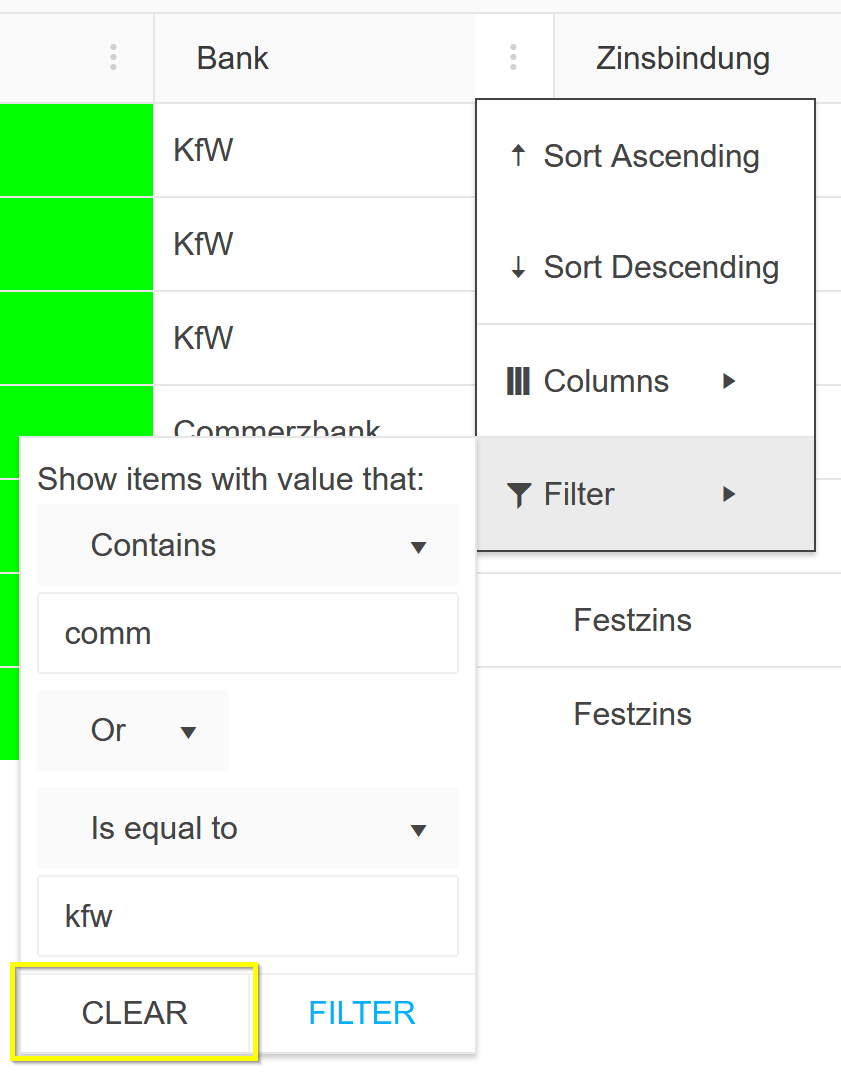 Bank
Zinsbindung
KfW
Sort Ascending
KfW
Sort Descending
KfW
Columns
Commerzbank
Show items with value that:
Filter
Contains
comm
Festzins
Or
Festzins
Is equal to
kfw
CLEAR
FILTER